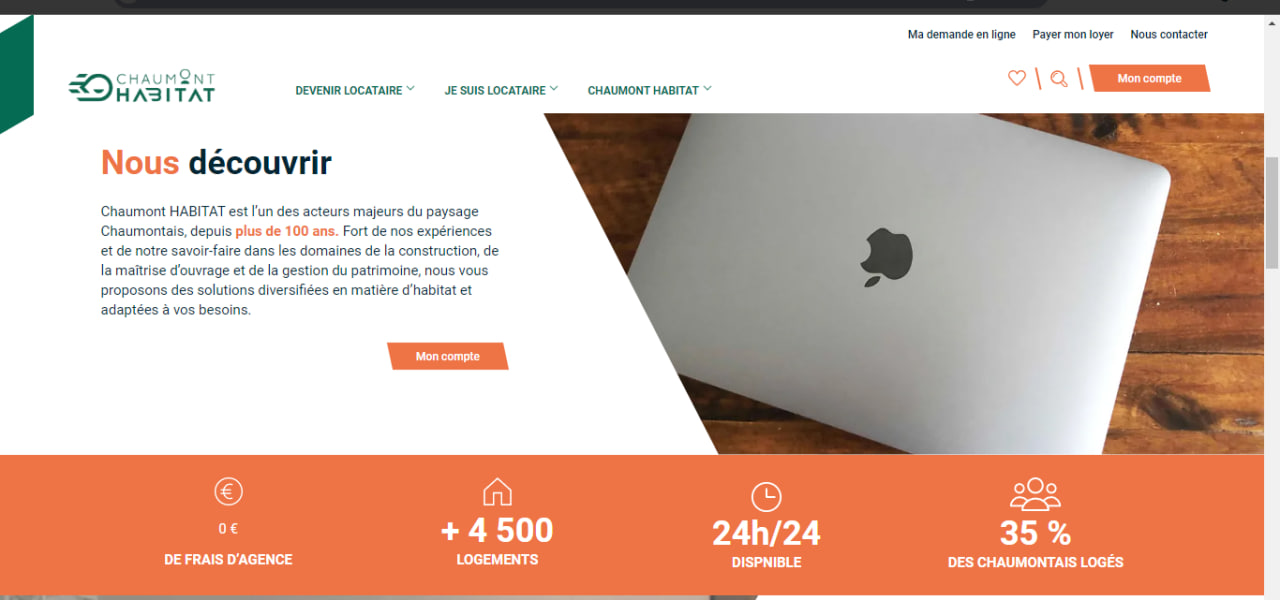 Ma demande en ligne Payer mon loyer Nous contacter
CHAUMONT
HABITAT
DEVENIR LOCATAIRE JE SUIS LOCATAIRE CHAUMONT HABITAT
Mon compte
Nous découvrir
Chaumont HABITAT est l’un des acteurs majeurs du paysage
Chaumontais, depuis plus de 100 ans. Fort de nos expériences
et de notre savoir-faire dans les domaines de la construction, de
la maîtrise d’ouvrage et de la gestion du patrimoine, nous vous
proposons des solutions diversifiées en matière d’habitat et
adaptées à vos besoins.
Mon compte
0 €
DE FRAIS D’AGENCE
+ 4 500
LOGEMENTS
24h/24
DISPNIBLE
35 %
DES CHAUMONTAIS LOGÉS